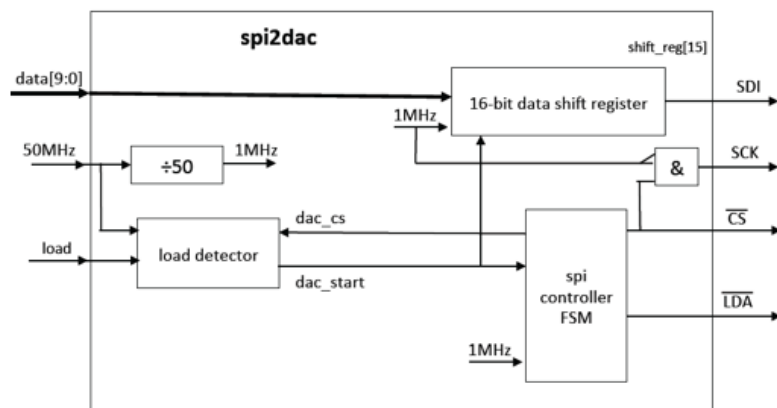 spi2dac
shift_reg[15]
data[9:0]
16-bit data shift register
SDI
1MHz
50MHz
÷50
1MHz
&
SCK
dac_cs
CS
load
load detector
dac_start
spi
controller
FSM
LDA
1MHz